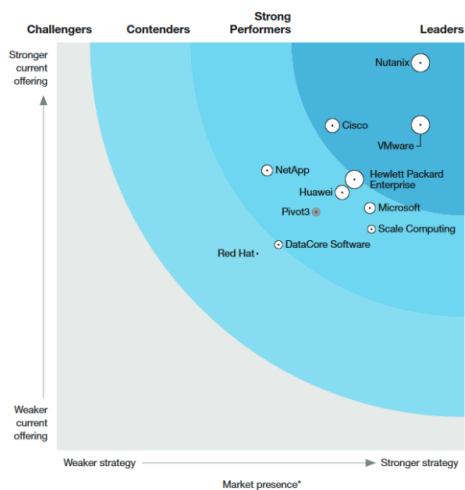 Challengers
Contenders
Strong
Performers
Leaders
Stronger
current
offering
Nutanix
Cisco
VMware
NetApp
Hewlett Packard
Enterprise
Huawei
Pivot3
Microsoft
Scale Computing
DataCore Software
Red Hat
Weaker
current
offering
Weaker strategy
Stronger strategy
Market presence*